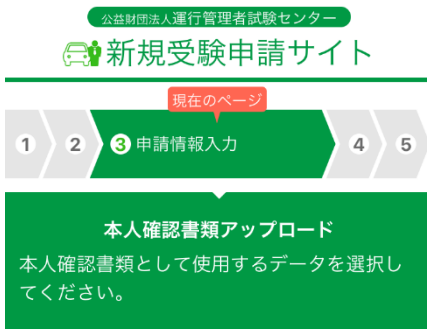 公益財団法人運行管理者試験センター
新規受験申請サイト
現在のページ
1 2 3 申請情報入力 4 5
本人確認書類アップロード
本人確認書類として使用するデータを選択し
てください。